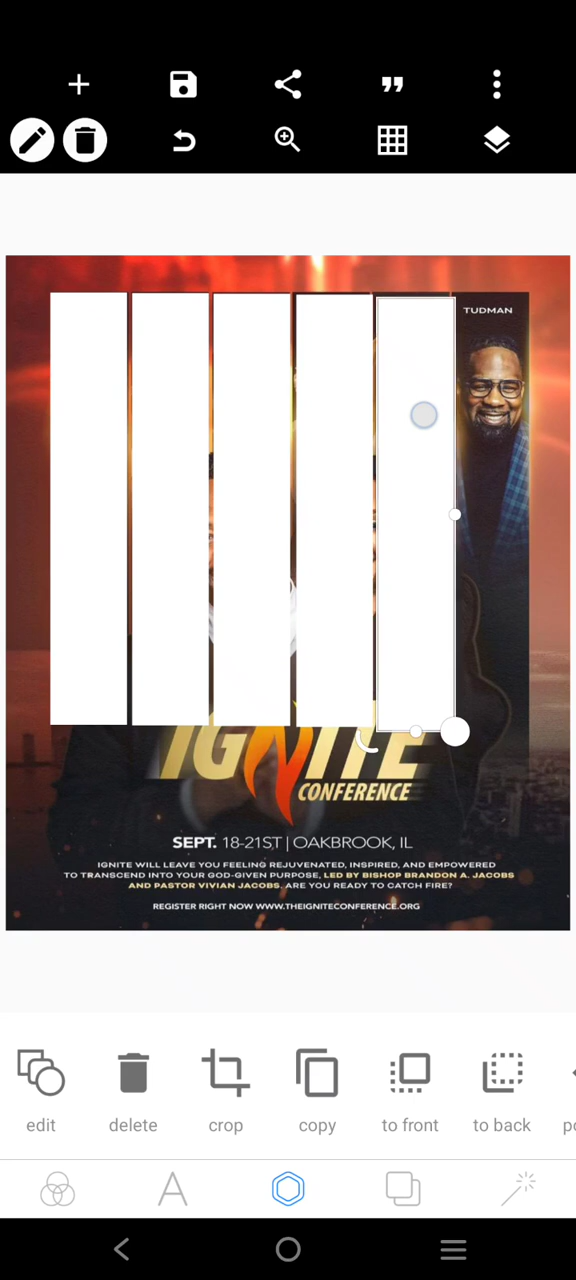 TUDMAN
IGNITE
CONFERENCE
SEPT. 18-21ST | OAKBROOK, IL
IGNITE WILL LEAVE YOU FEELING REJUVENATED, INSPIRED, AND EMPOWERED
TO TRANSCEND INTO YOUR GOD-GIVEN PURPOSE, LED BY BISHOP BRANDON A. JACOBS
AND PASTOR VIVIAN JACOBS. ARE YOU READY TO CATCH FIRE?
REGISTER RIGHT NOW WWW.THEIGNITECONFERENCE.ORG
edit delete crop copy to front to back